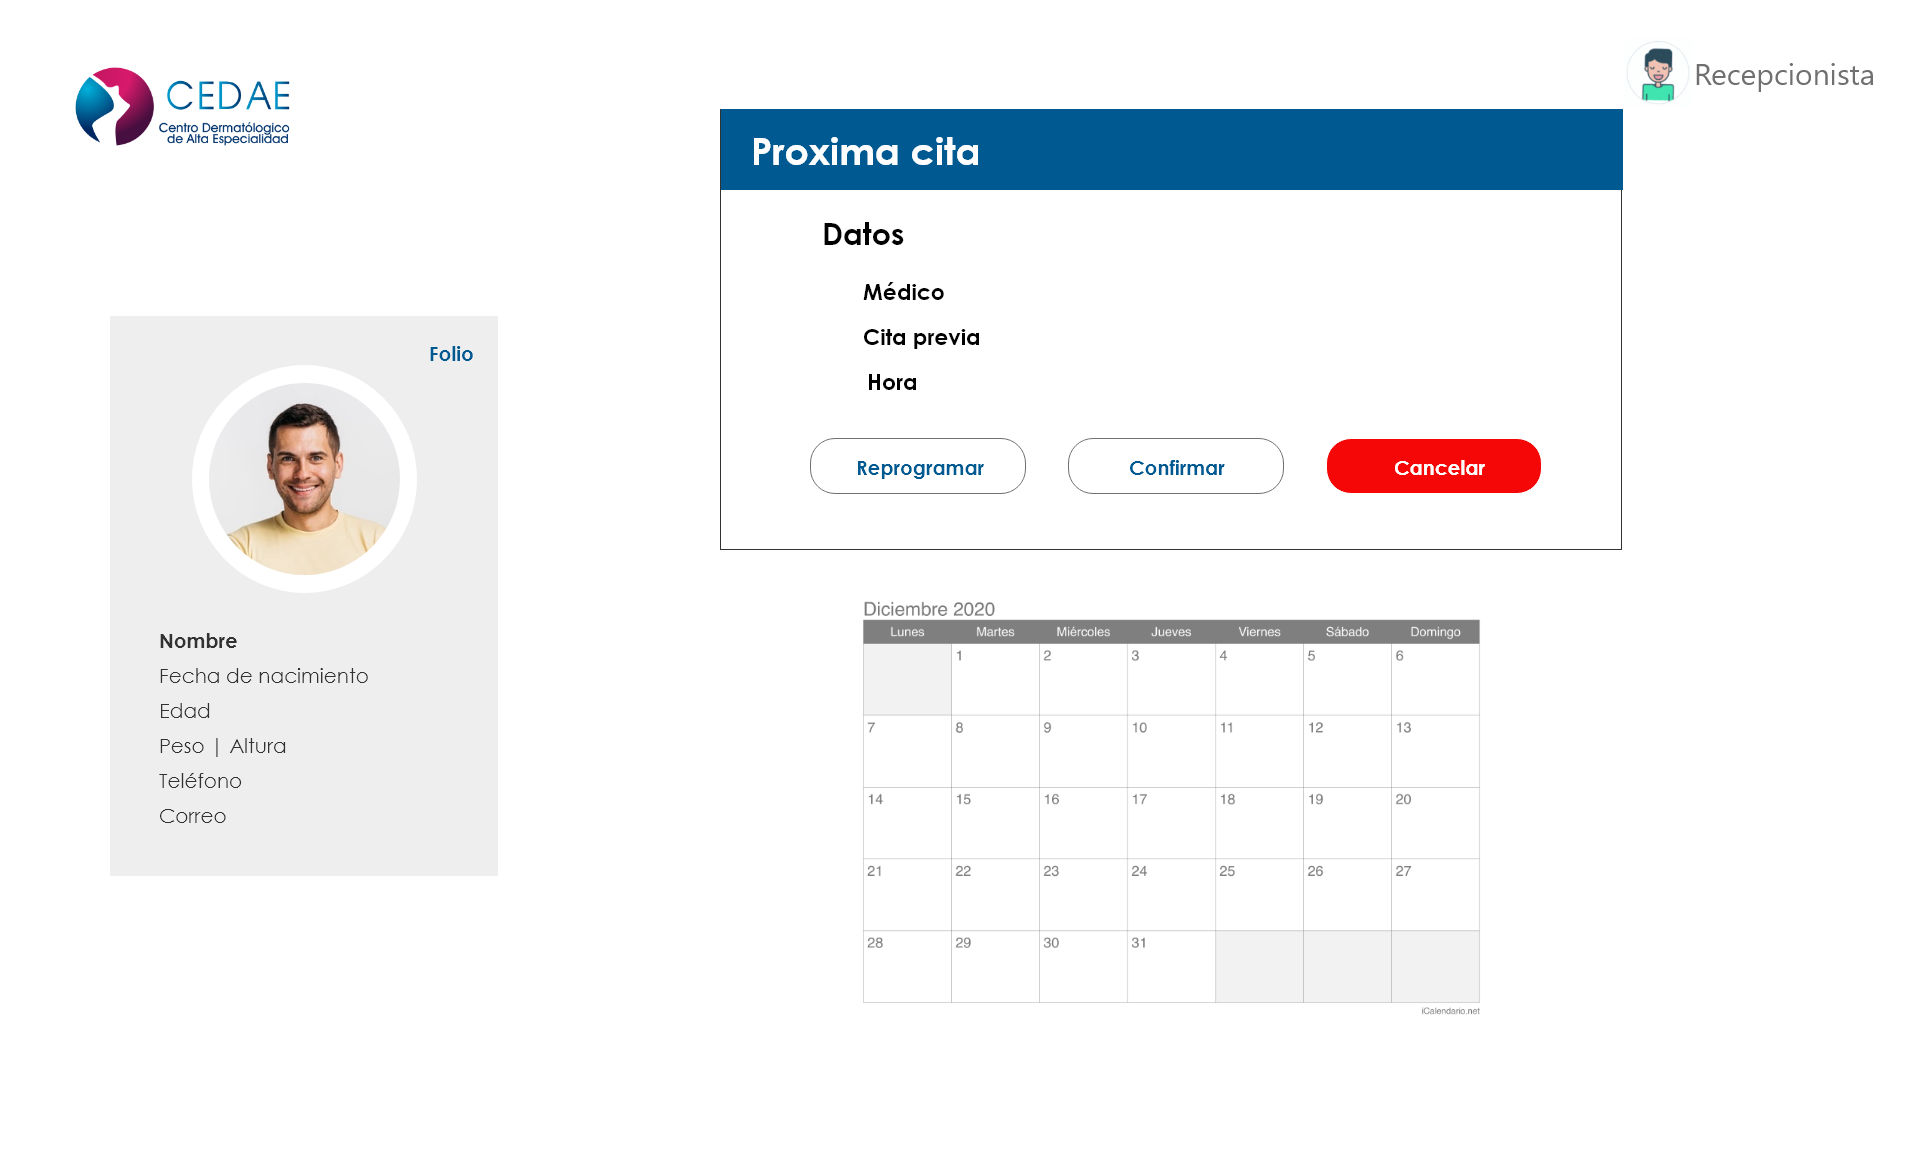 CEDAE
Centro Dermatólogico
de Alta Especialidad
Recepcionista
Proxima cita
Datos
Médico
Cita previa
Hora
Reprogramar
Confirmar
Cancelar
Folio
Nombre
Fecha de nacimiento
Edad
Peso | Altura
Teléfono
Correo
Diciembre 2020
Lunes Martes Miércoles Jueves Viernes Sábado Domingo
1 2 3 4 5 6
7 8 9 10 11 12 13
14 15 16 17 18 19 20
21 22 23 24 25 26 27
28 29 30 31
iCalendario.net